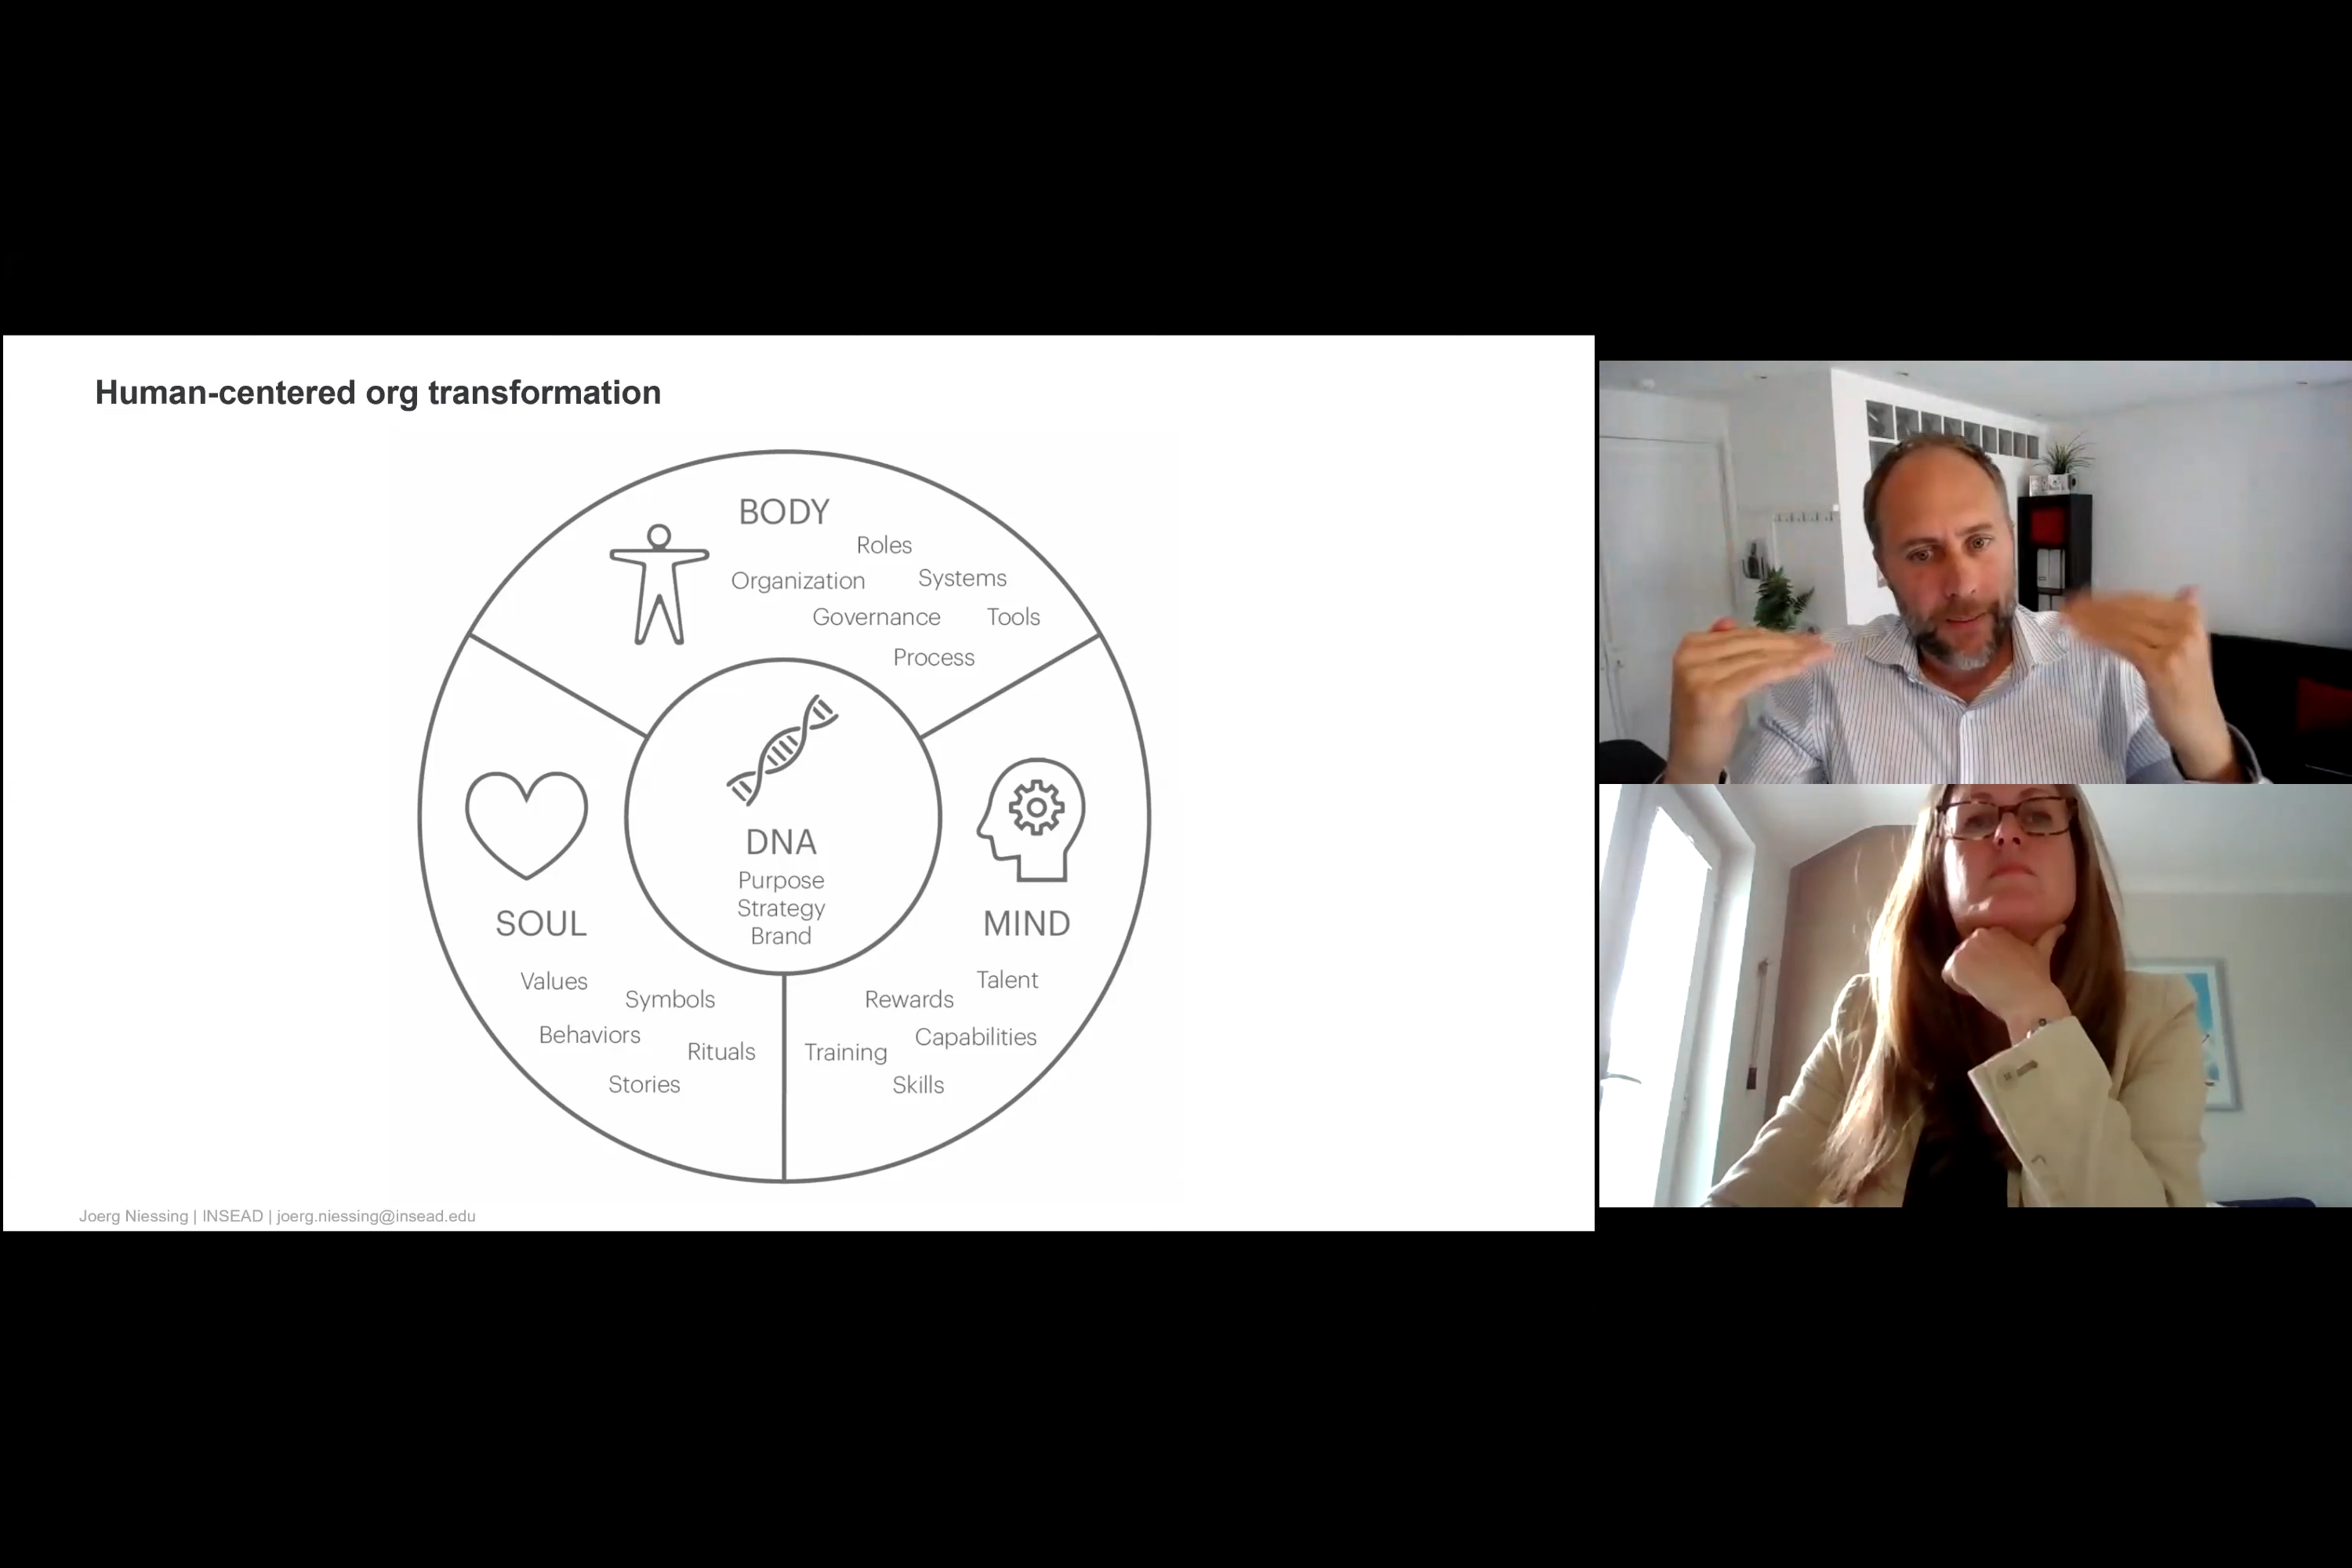 Human-centered org transformation
BODY
Roles
Organization
Systems
Governance
Tools
Process
DNA
Purpose
Strategy
Brand
SOUL
Values
Symbols
Behaviors
Rituals
Stories
MIND
Talent
Rewards
Capabilities
Training
Skills
Joerg Niessing | INSEAD | joerg.niessing@insead.edu